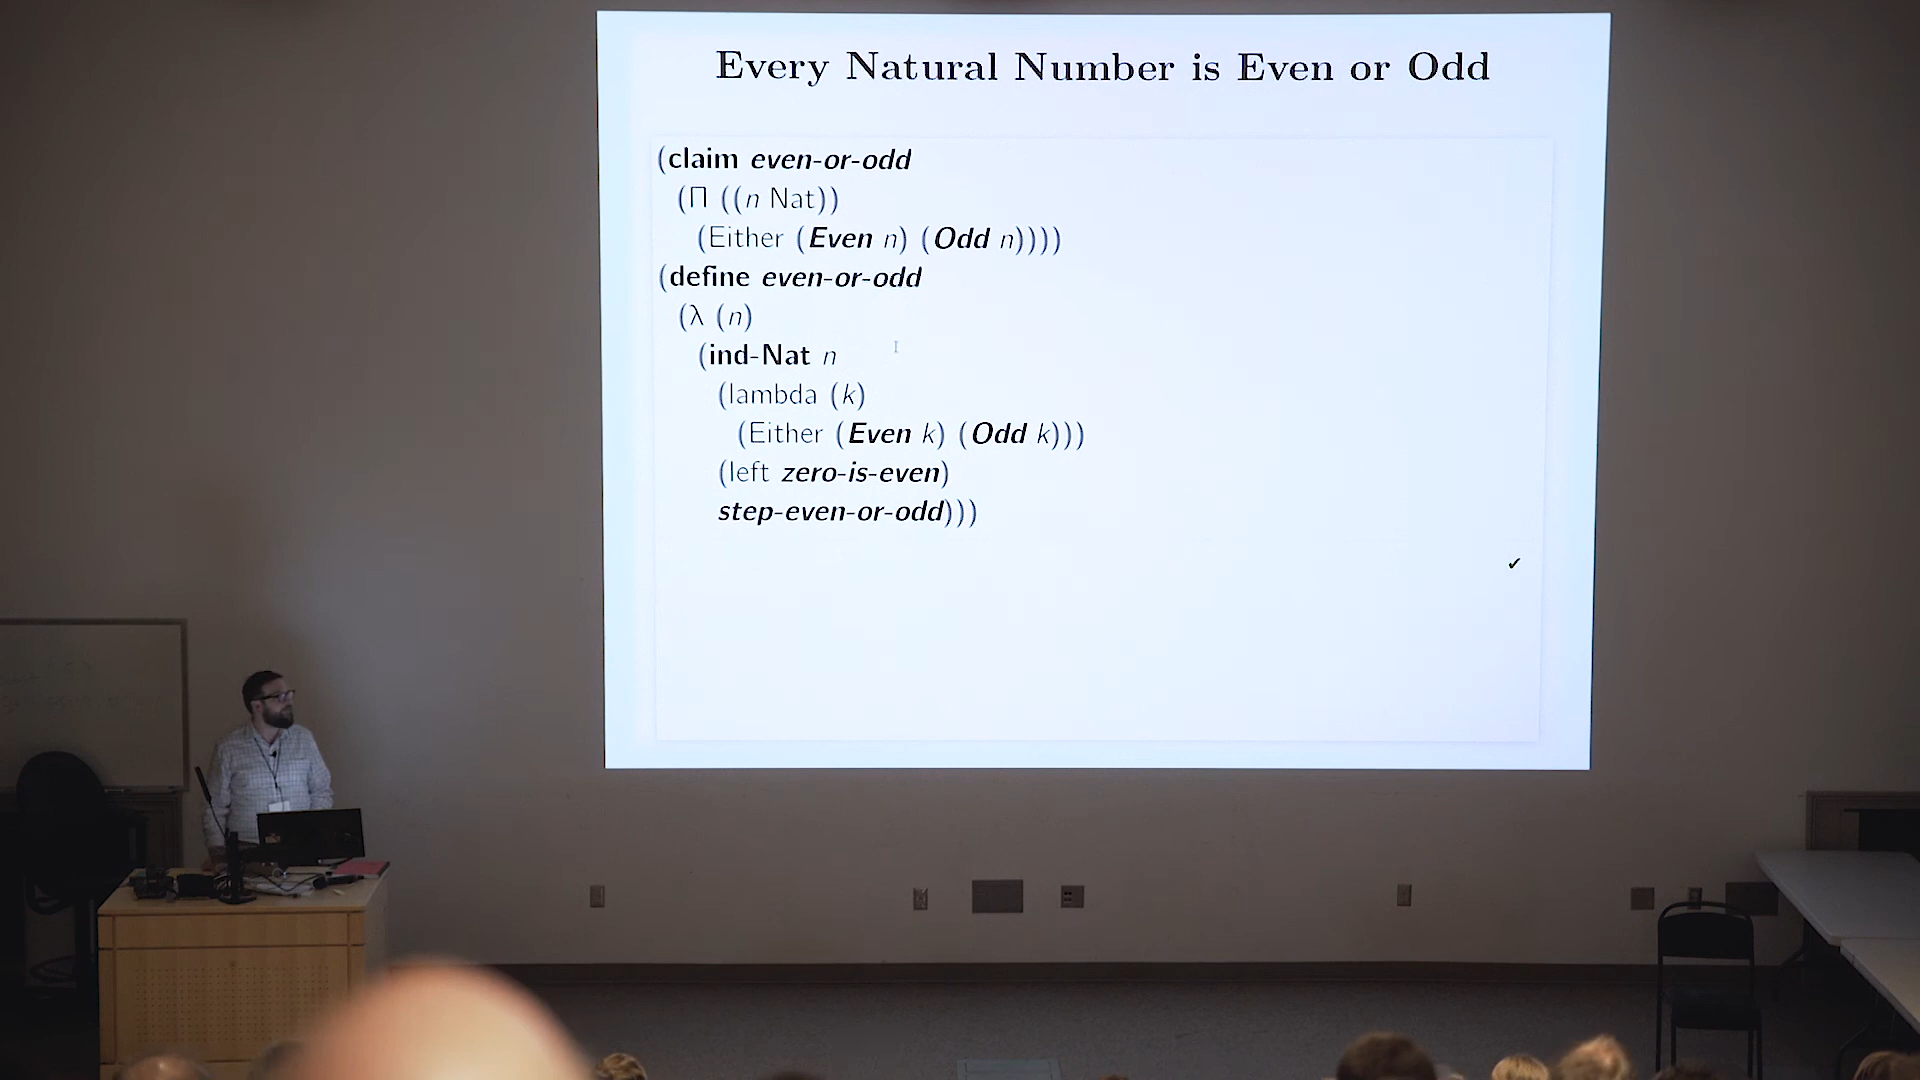 Every Natural Number is Even or Odd
(claim even-or-odd
(Π ((n Nat))
(Either (Even n) (Odd n))))
(define even-or-odd
(λ (n)
(ind-Nat n
(lambda (k)
(Either (Even k) (Odd k)))
(left zero-is-even)
step-even-or-odd)))
✓